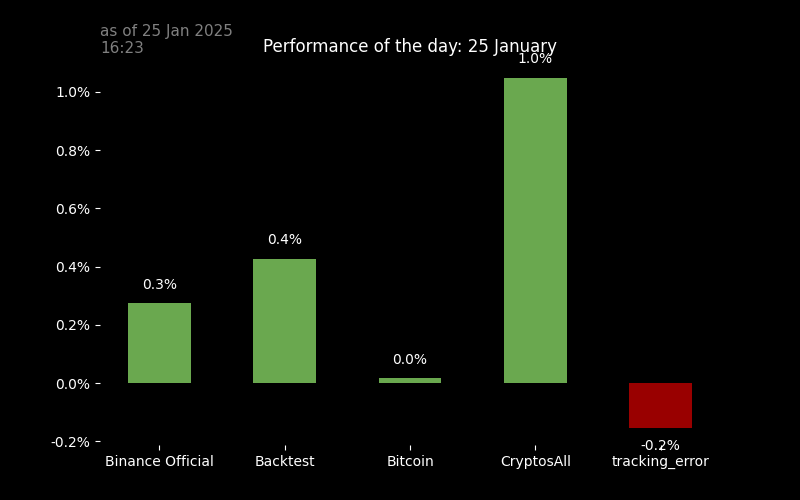 as of 25 Jan 2025
16:23
Performance of the day: 25 January
1.0%
1.0%
0.8%
0.6%
0.4%
0.4%
0.3%
0.2%
0.0%
0.0%
-0.2%
-0.2%
Binance Official
Backtest
Bitcoin
CryptosAll
tracking_error